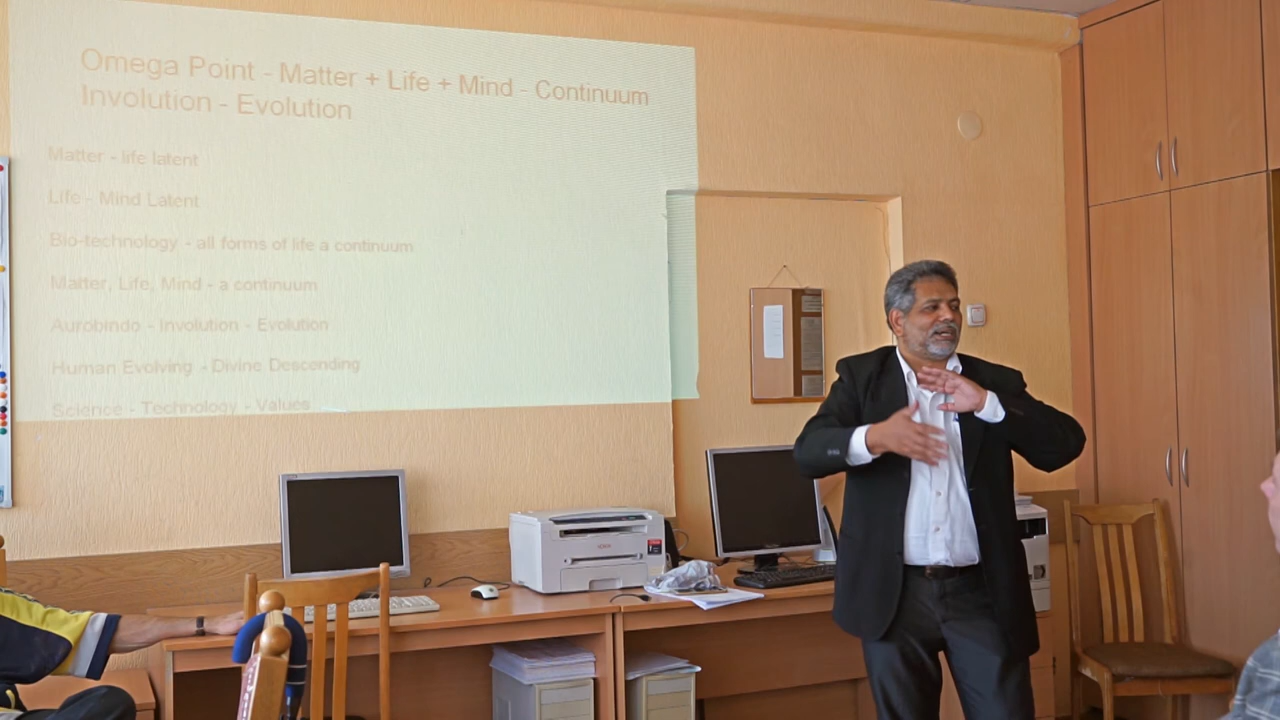 Omega Point - Matter + Life + Mind - Continuum
Involution - Evolution
Matter - life latent
Life - Mind Latent
Bio-technology - all forms of life a continuum
Matter, Life, Mind - a continuum
Aurobindo - Involution - Evolution
Human Evolving - Divine Descending
Science - Technology - Values